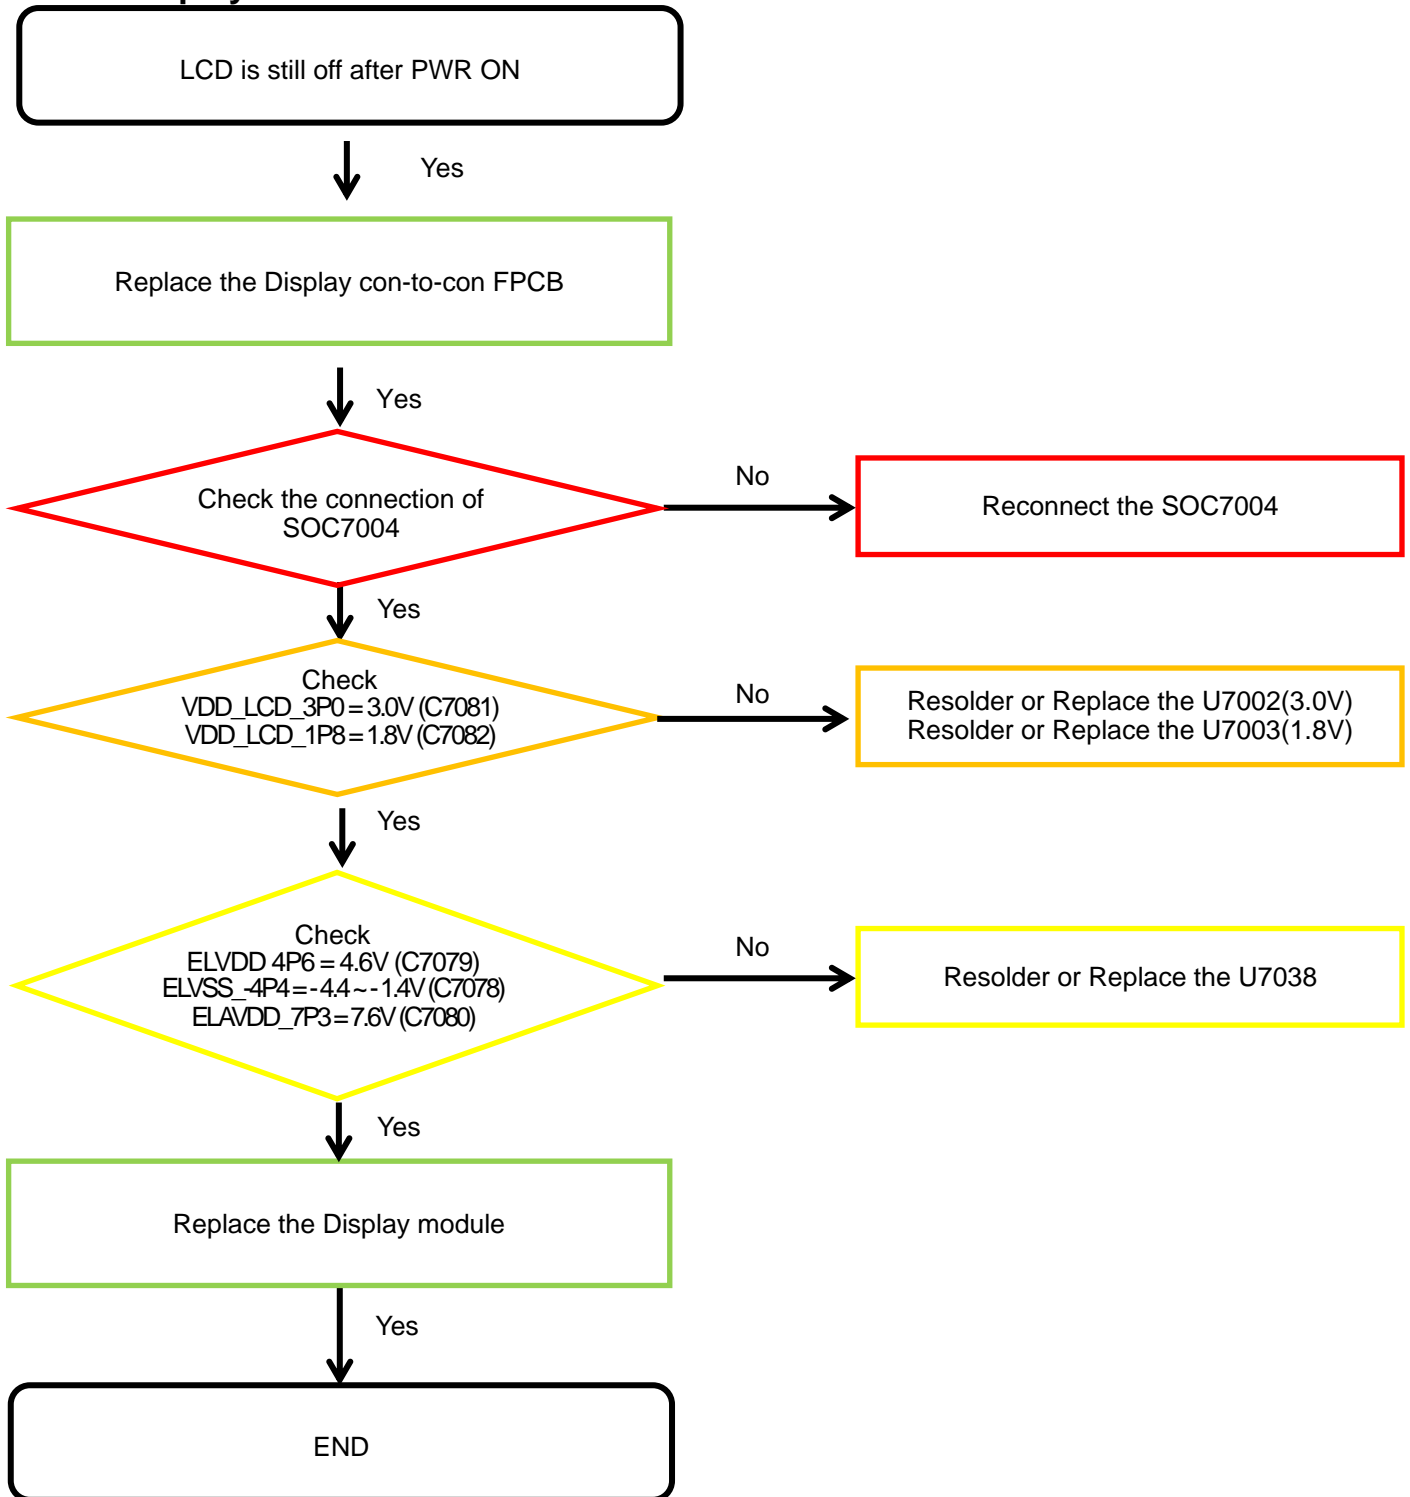 LCD is still off after PWR ON
Yes
Replace the Display con-to-con FPCB
Yes
Check the connection of
SOC7004
No
Reconnect the SOC7004
Yes
Check
VDD_LCD_3P0 = 3.0V (C7081)
VDD_LCD_1P8 = 1.8V (C7082)
No
Resolder or Replace the U7002(3.0V)
Resolder or Replace the U7003(1.8V)
Yes
Check
ELVDD 4P6 = 4.6V (C7079)
ELVSS_-4P4 = -4.4 ~ -1.4V (C7078)
ELAVDD_7P3 = 7.6V (C7080)
No
Resolder or Replace the U7038
Yes
Replace the Display module
Yes
END